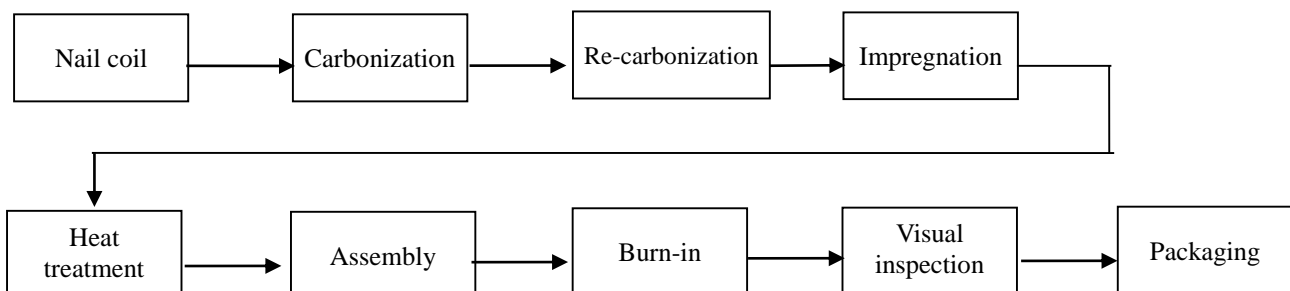 Nail coil
Carbonization
Re-carbonization
Impregnation
Heat
treatment
Assembly
Burn-in
Visual
inspection
Packaging